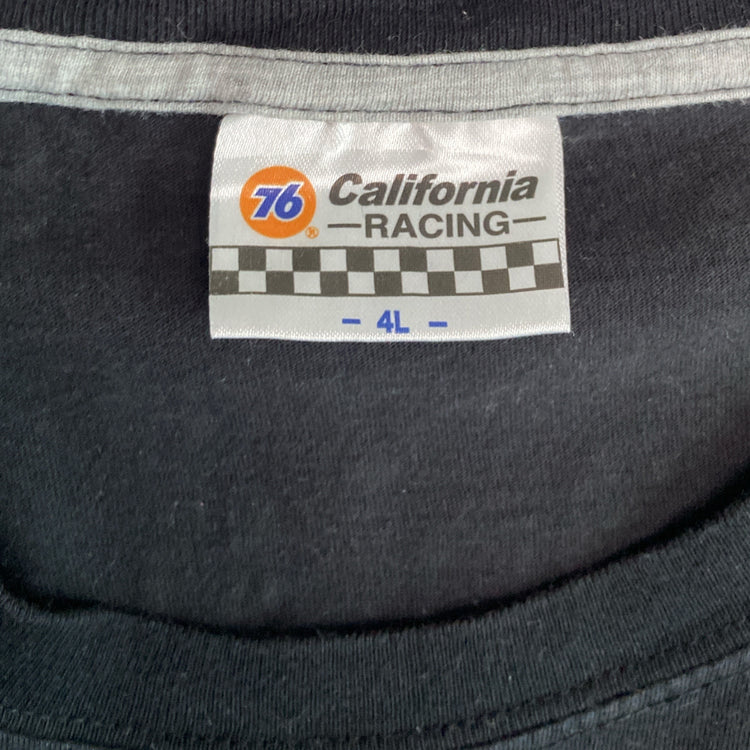 76 California
®
—RACING—
- 4L -